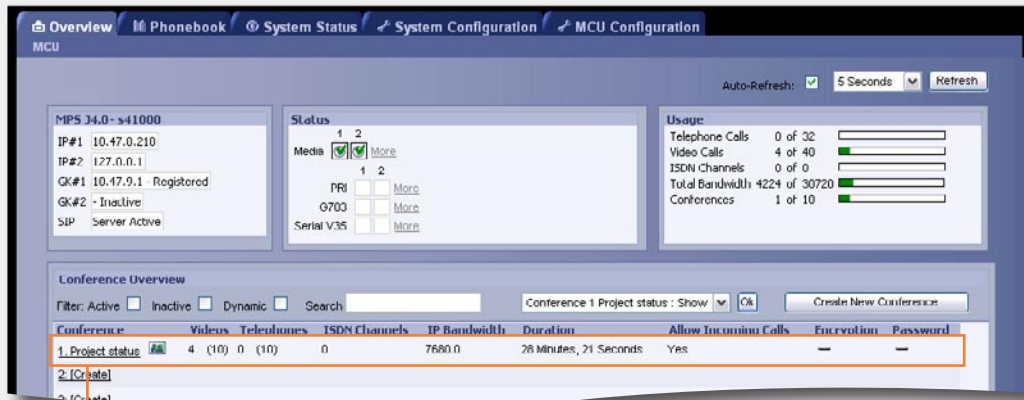 Overview Phonebook System Status System Configuration MCU Configuration
MCU
Auto-Refresh: 5 Seconds Refresh
MPS J4.0 - s41000
IP#1 10.47.0.210
IP#2 127.0.0.1
GK#1 10.47.9.1 - Registered
GK#2 - Inactive
SIP Server Active
Status
1 2
Media More
1 2
PRI More
G703 More
Serial V35 More
Usage
Telephone Calls 0 of 32
Video Calls 4 of 40
ISDN Channels 0 of 0
Total Bandwidth 4224 of 30720
Conferences 1 of 10
Conference Overview
Filter: Active Inactive Dynamic Search Conference 1 Project status : Show Ok Create New Conference
Conference Videos Telephones ISDN Channels IP Bandwidth Duration Allow Incoming Calls Encryption Password
1. Project status 4 (10) 0 (10) 0 7680.0 28 Minutes, 21 Seconds Yes — —
2: [Create]
3: [Create]